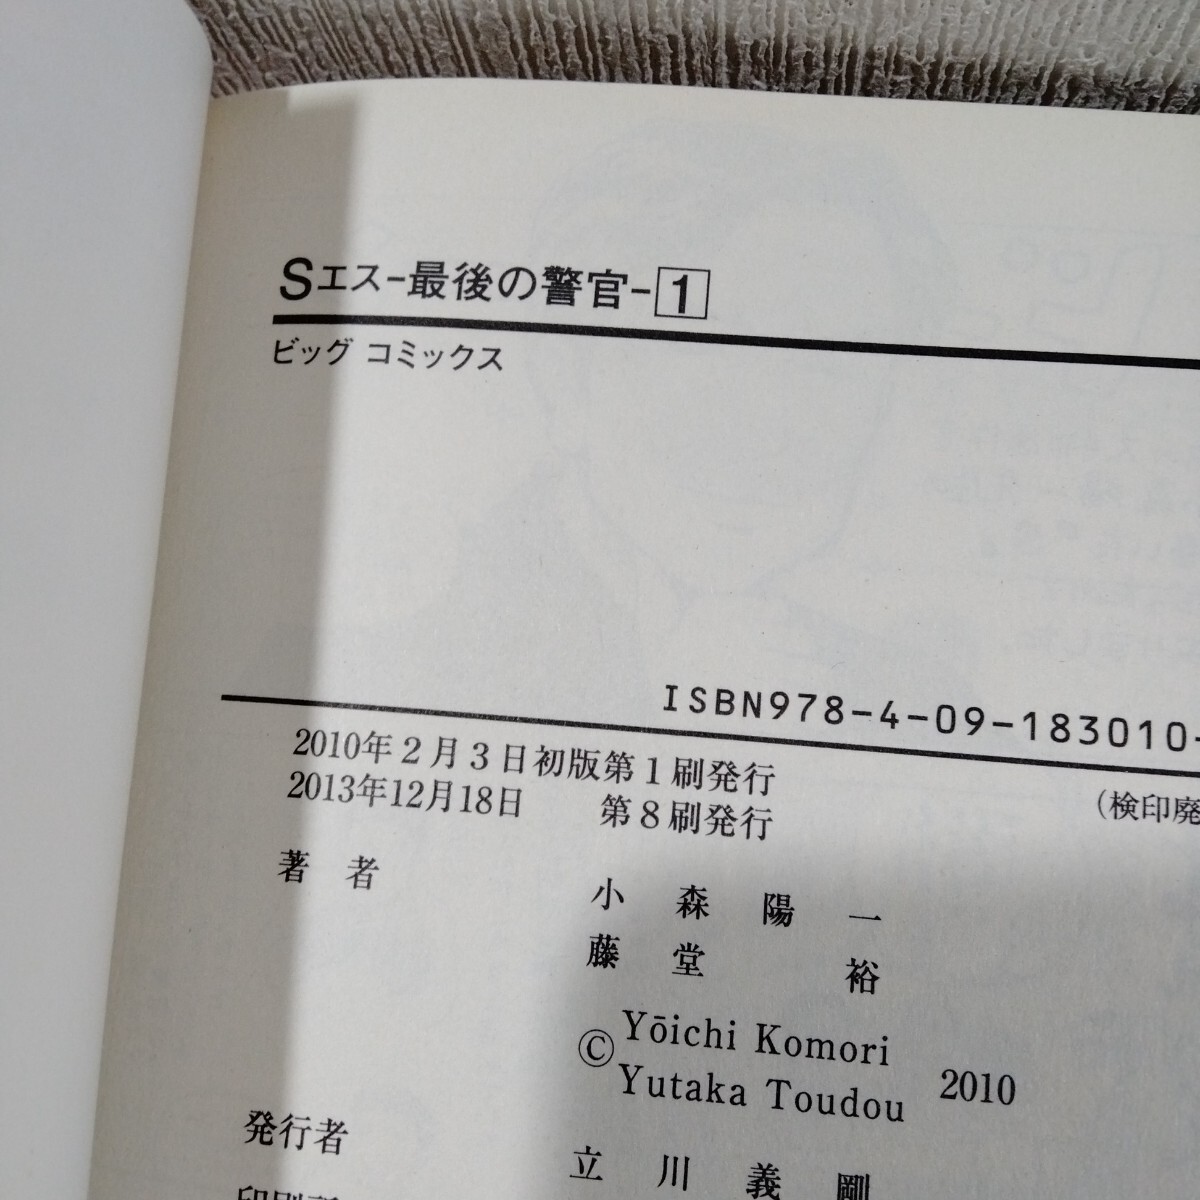 Sエス-最後の警官-1
ビッグ コミックス
ISBN978-4-09-183010-
2010年2月3日初版第1刷発行
2013年12月18日　第8刷発行
(検印廃
著者　小森陽一
藤堂　裕
©Yōichi Komori
Yutaka Toudou 2010
発行者　立川義剛